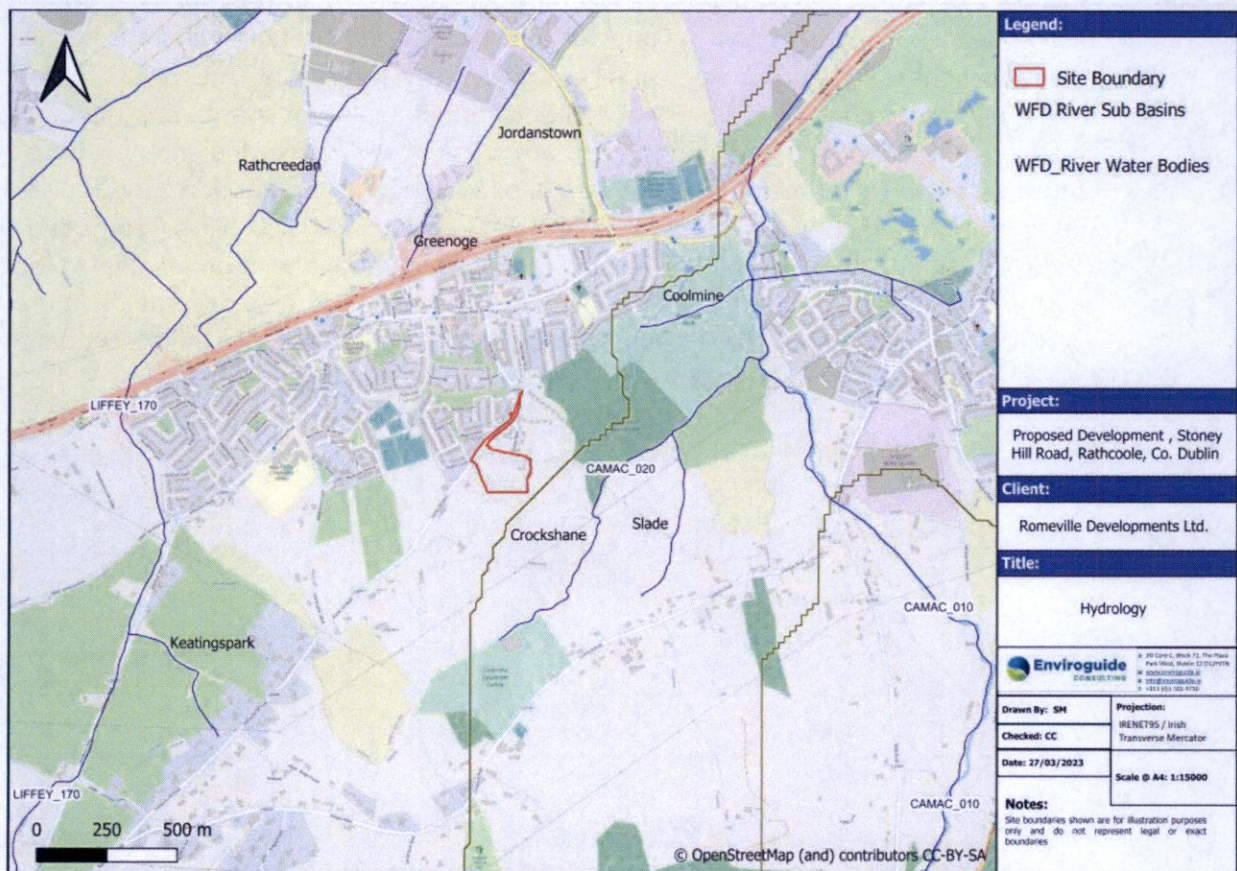 Jordanstown
Rathcreedan
Greenoge
Coolmine
LIFFEY_170
CAMAC_020
Crockshane
Slade
Keatingspark
CAMAC_010
LIFFEY_170
CAMAC_010
0 250 500 m
© OpenStreetMap (and) contributors CC-BY-SA
Legend:
Site Boundary
WFD River Sub Basins
WFD_River Water Bodies
Project:
Proposed Development , Stoney
Hill Road, Rathcoole, Co. Dublin
Client:
Romeville Developments Ltd.
Title:
Hydrology
Enviroguide
CONSULTING
Drawn By: SM
Checked: CC
Date: 27/03/2023
Projection:
IRENET95 / Irish
Transverse Mercator
Scale @ A4: 1:15000
Notes:
Site boundaries shown are for illustration purposes
only and do not represent legal or exact
boundaries